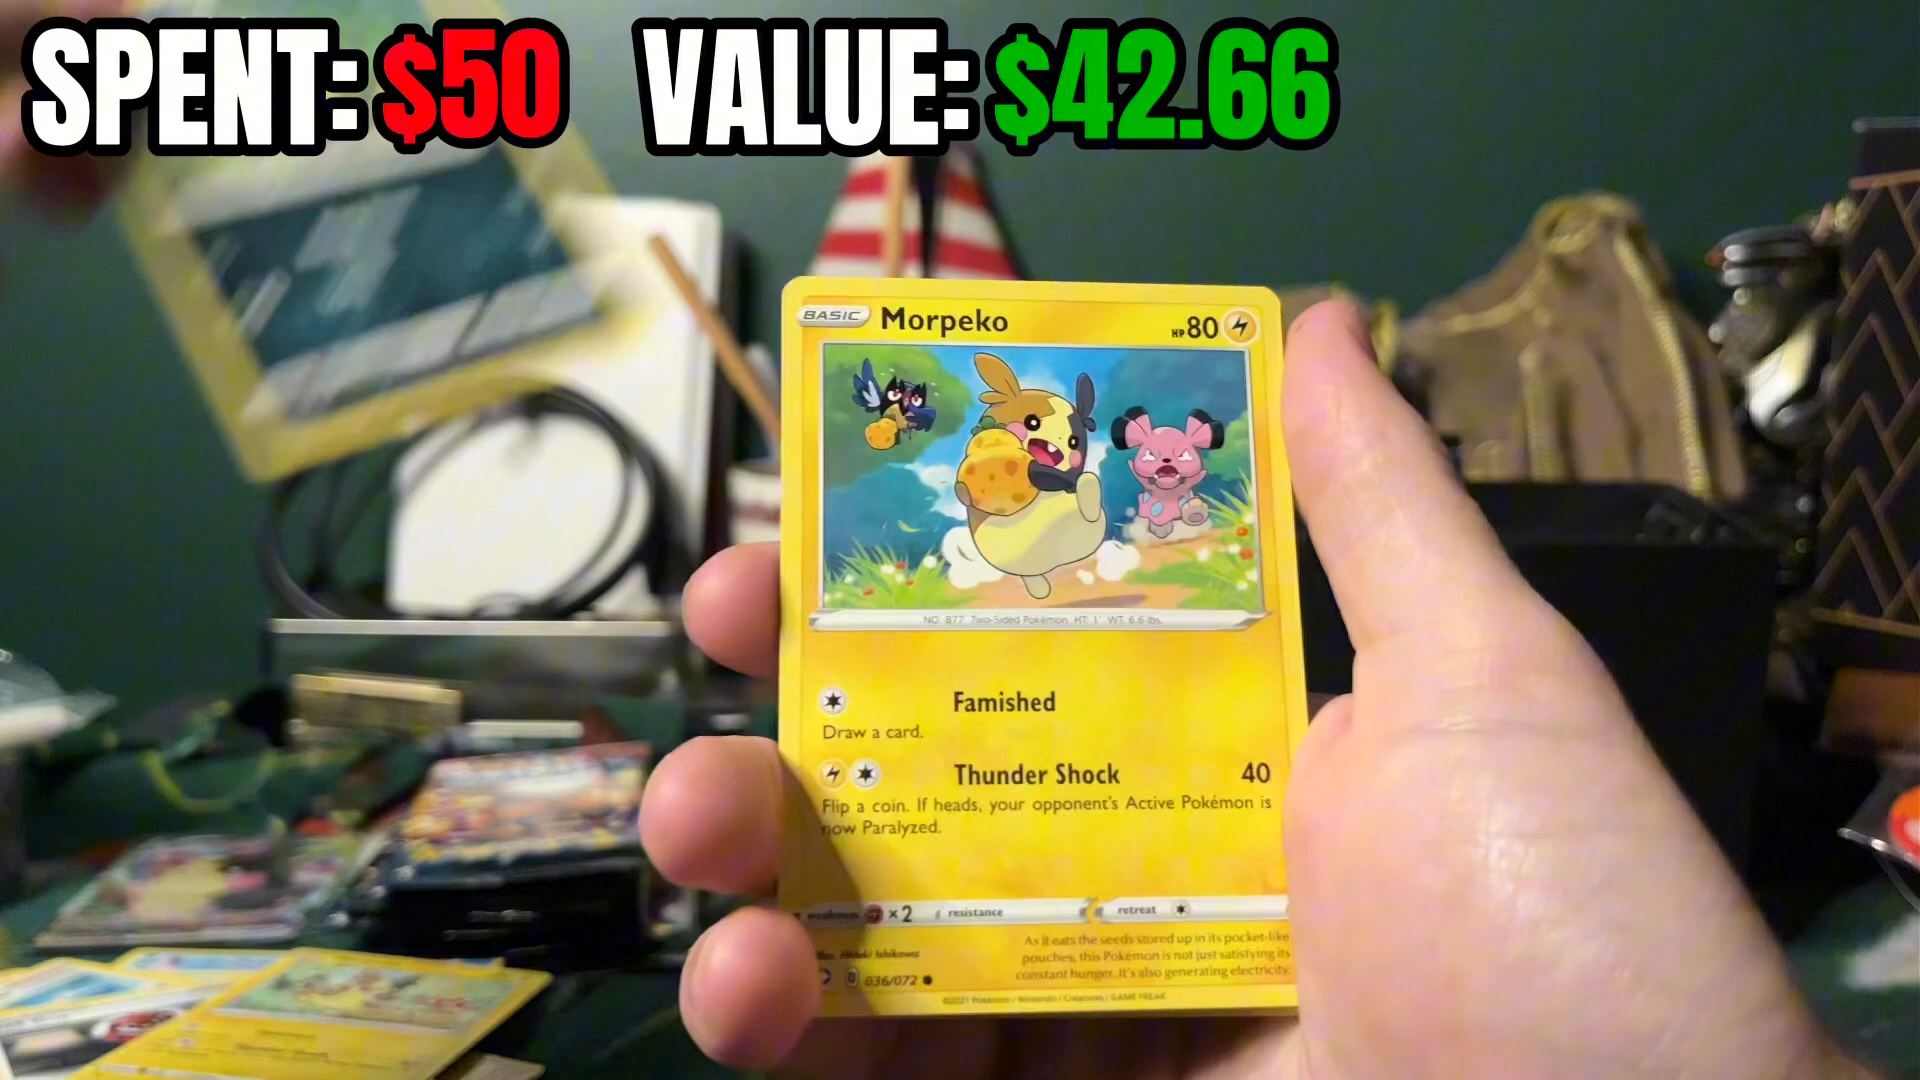 SPENT: $50 VALUE: $42.66
BASIC Morpeko HP 80
NO. 877 Two-Sided Pokémon HT: 1' WT: 6.6 lbs.
Famished
Draw a card.
Thunder Shock 40
Flip a coin. If heads, your opponent's Active Pokémon is
now Paralyzed.
weakness ×2 resistance retreat
As it eats the seeds stored up in its pocket-like
pouches, this Pokémon is not just satisfying its
constant hunger. It's also generating electricity.
Ishikawa
036/072
©2021 Pokémon / Nintendo / Creatures / GAME FREAK